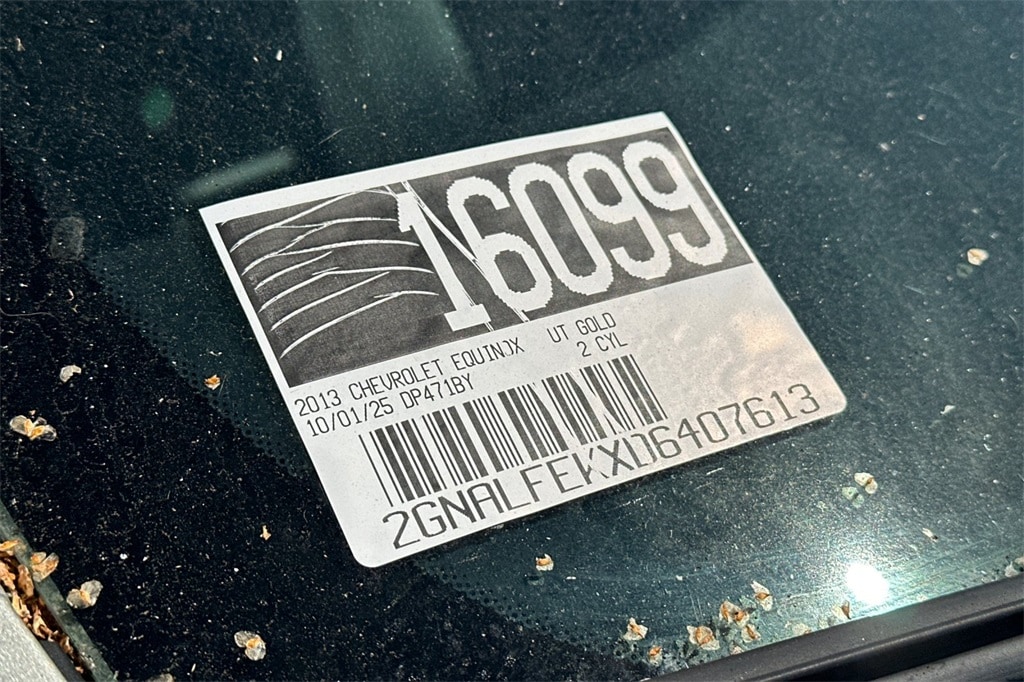 16099
2013 CHEVROLET EQUINOX UT GOLD
10/01/25 DP471BY 2 CYL
2GNALFEKXD6407613